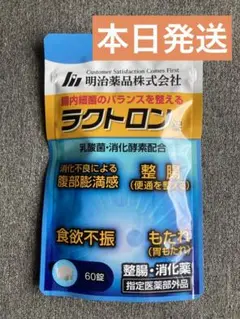 本日発送
Customer Satisfaction Comes First
明治薬品株式会社
腸内細菌のバランスを整える
ラクトロン錠
乳酸菌・消化酵素配合
消化不良による
腹部膨満感
整腸
(便通を整える)
食欲不振
もたれ
(胃もたれ)
60錠
整腸・消化薬
指定医薬部外品